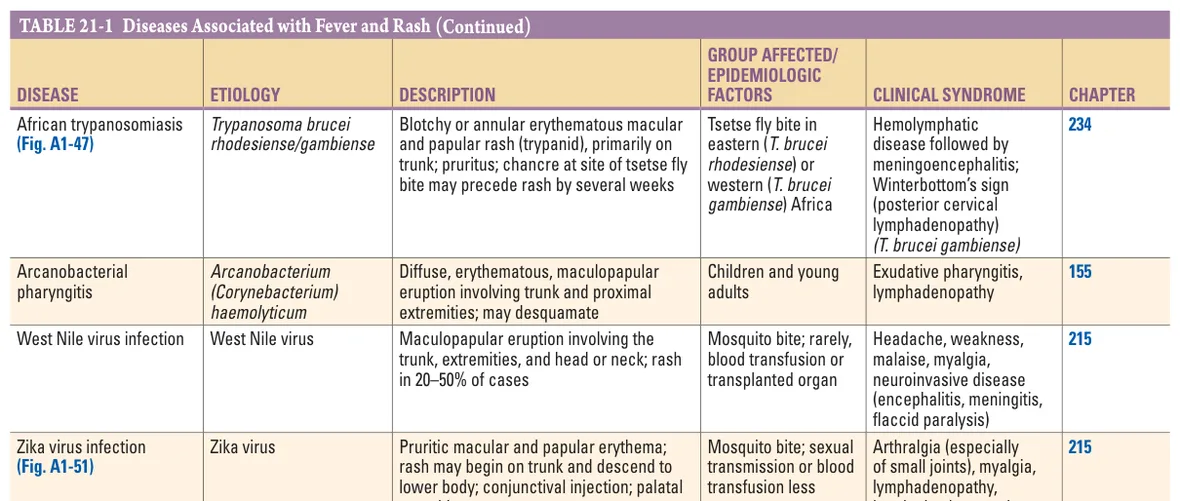 TABLE 21-1 Diseases Associated with Fever and Rash (Continued)
DISEASE
ETIOLOGY
DESCRIPTION
GROUP AFFECTED/
EPIDEMIOLOGIC
FACTORS
CLINICAL SYNDROME
CHAPTER
African trypanosomiasis
(Fig. A1-47)
Trypanosoma brucei
rhodesiense/gambiense
Blotchy or annular erythematous macular
and papular rash (trypanid), primarily on
trunk; pruritus; chancre at site of tsetse fly
bite may precede rash by several weeks
Tsetse fly bite in
eastern (T. brucei
rhodesiense) or
western (T. brucei
gambiense) Africa
Hemolymphatic
disease followed by
meningoencephalitis;
Winterbottom’s sign
(posterior cervical
lymphadenopathy)
(T. brucei gambiense)
234
Arcanobacterial
pharyngitis
Arcanobacterium
(Corynebacterium)
haemolyticum
Diffuse, erythematous, maculopapular
eruption involving trunk and proximal
extremities; may desquamate
Children and young
adults
Exudative pharyngitis,
lymphadenopathy
155
West Nile virus infection
West Nile virus
Maculopapular eruption involving the
trunk, extremities, and head or neck; rash
in 20–50% of cases
Mosquito bite; rarely,
blood transfusion or
transplanted organ
Headache, weakness,
malaise, myalgia,
neuroinvasive disease
(encephalitis, meningitis,
flaccid paralysis)
215
Zika virus infection
(Fig. A1-51)
Zika virus
Pruritic macular and papular erythema;
rash may begin on trunk and descend to
lower body; conjunctival injection; palatal
Mosquito bite; sexual
transmission or blood
transfusion less
Arthralgia (especially
of small joints), myalgia,
lymphadenopathy,
215